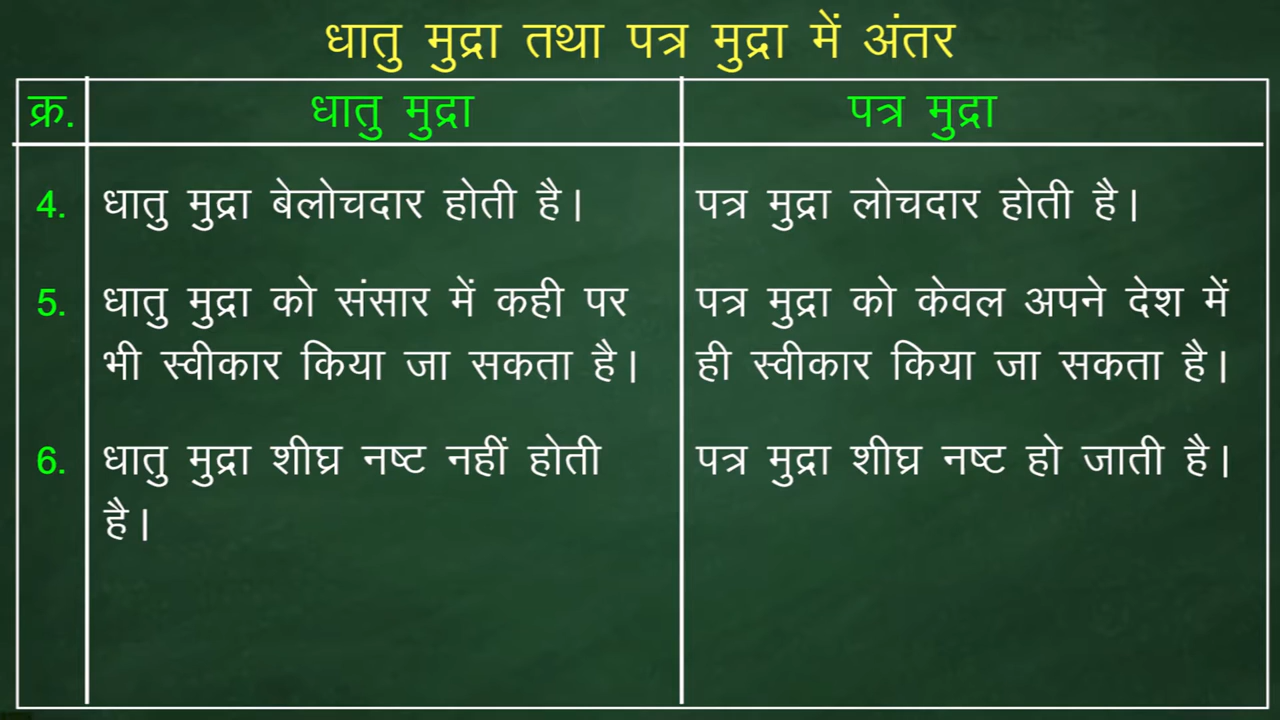 धातु मुद्रा तथा पत्र मुद्रा में अंतर
क्र. धातु मुद्रा पत्र मुद्रा
4. धातु मुद्रा बेलोचदार होती है। पत्र मुद्रा लोचदार होती है।
5. धातु मुद्रा को संसार में कही पर पत्र मुद्रा को केवल अपने देश में
भी स्वीकार किया जा सकता है। ही स्वीकार किया जा सकता है।
6. धातु मुद्रा शीघ्र नष्ट नहीं होती पत्र मुद्रा शीघ्र नष्ट हो जाती है।
है।